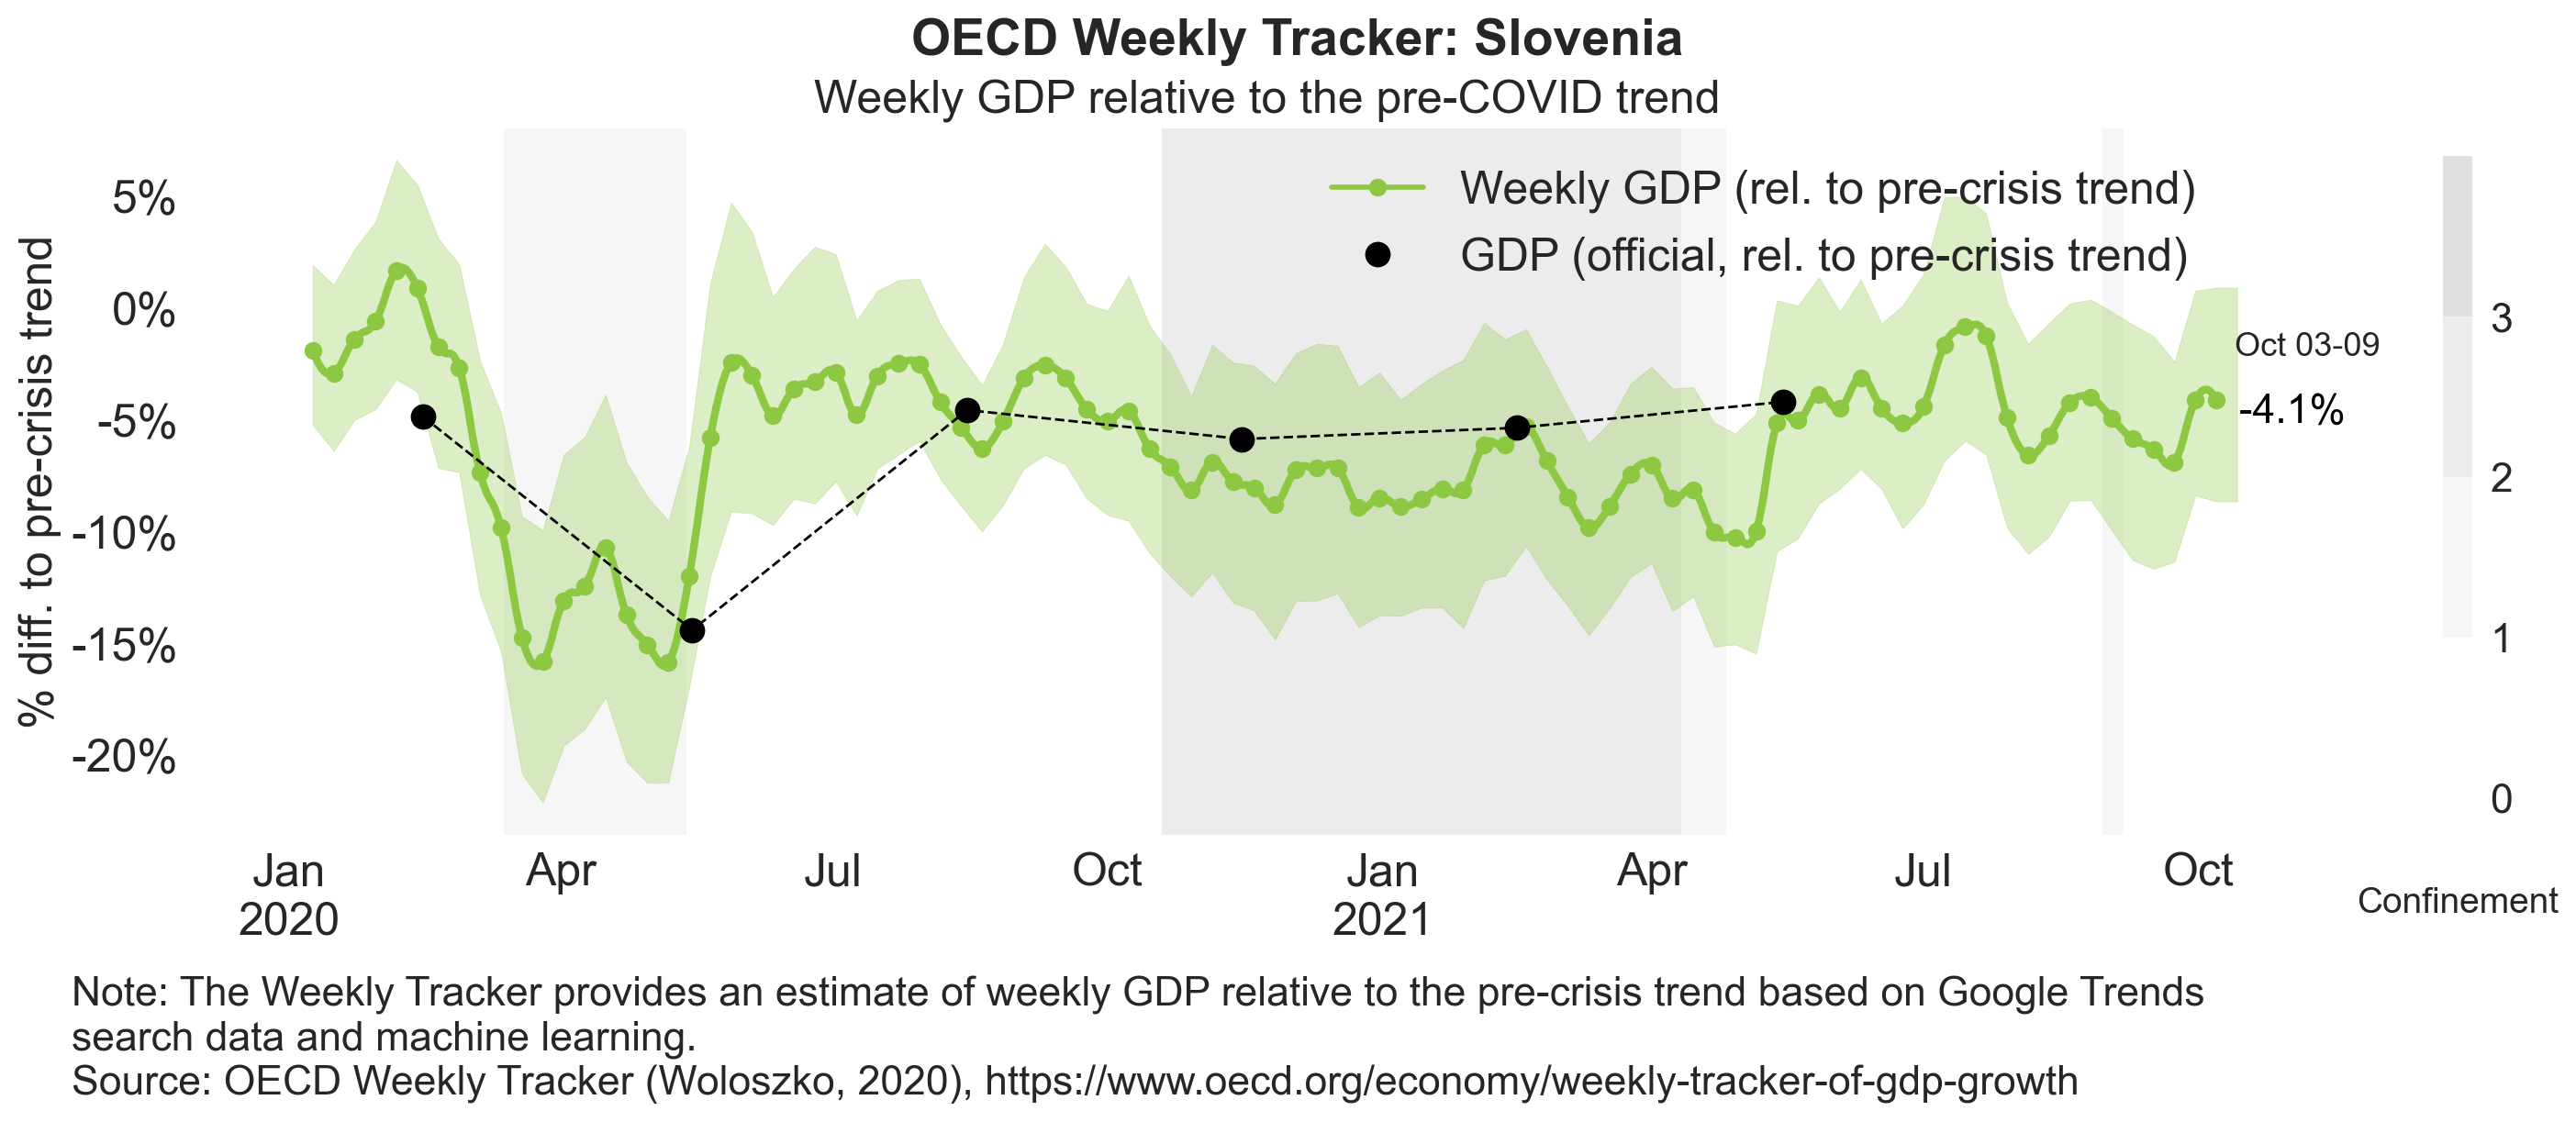 OECD Weekly Tracker: Slovenia
Weekly GDP relative to the pre-COVID trend
% diff. to pre-crisis trend
5%
0%
-5%
-10%
-15%
-20%
Weekly GDP (rel. to pre-crisis trend)
GDP (official, rel. to pre-crisis trend)
Oct 03-09
-4.1%
3
2
1
0
Jan Apr Jul Oct Jan Apr Jul Oct
2020 2021
Confinement
Note: The Weekly Tracker provides an estimate of weekly GDP relative to the pre-crisis trend based on Google Trends
search data and machine learning.
Source: OECD Weekly Tracker (Woloszko, 2020), https://www.oecd.org/economy/weekly-tracker-of-gdp-growth